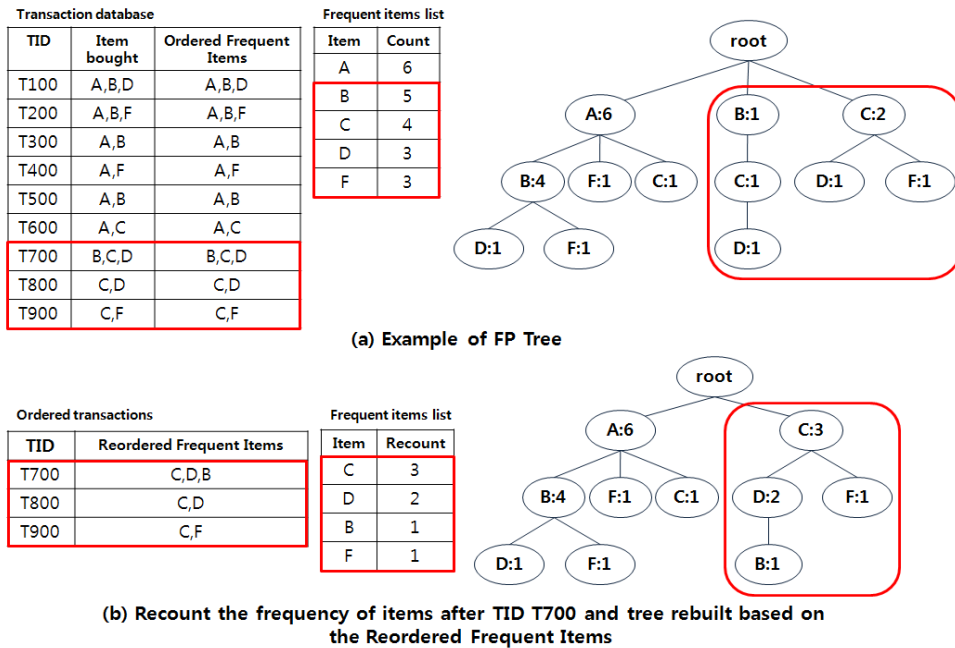 Transaction database
TID Item bought Ordered Frequent Items
T100 A,B,D A,B,D
T200 A,B,F A,B,F
T300 A,B A,B
T400 A,F A,F
T500 A,B A,B
T600 A,C A,C
T700 B,C,D B,C,D
T800 C,D C,D
T900 C,F C,F
Frequent items list
Item Count
A 6
B 5
C 4
D 3
F 3
root
A:6 B:1 C:2
B:4 F:1 C:1 C:1 D:1 F:1
D:1 F:1 D:1
(a) Example of FP Tree
Ordered transactions
TID Reordered Frequent Items
T700 C,D,B
T800 C,D
T900 C,F
Frequent items list
Item Recount
C 3
D 2
B 1
F 1
root
A:6 C:3
B:4 F:1 C:1 D:2 F:1
D:1 F:1 B:1
(b) Recount the frequency of items after TID T700 and tree rebuilt based on
the Reordered Frequent Items